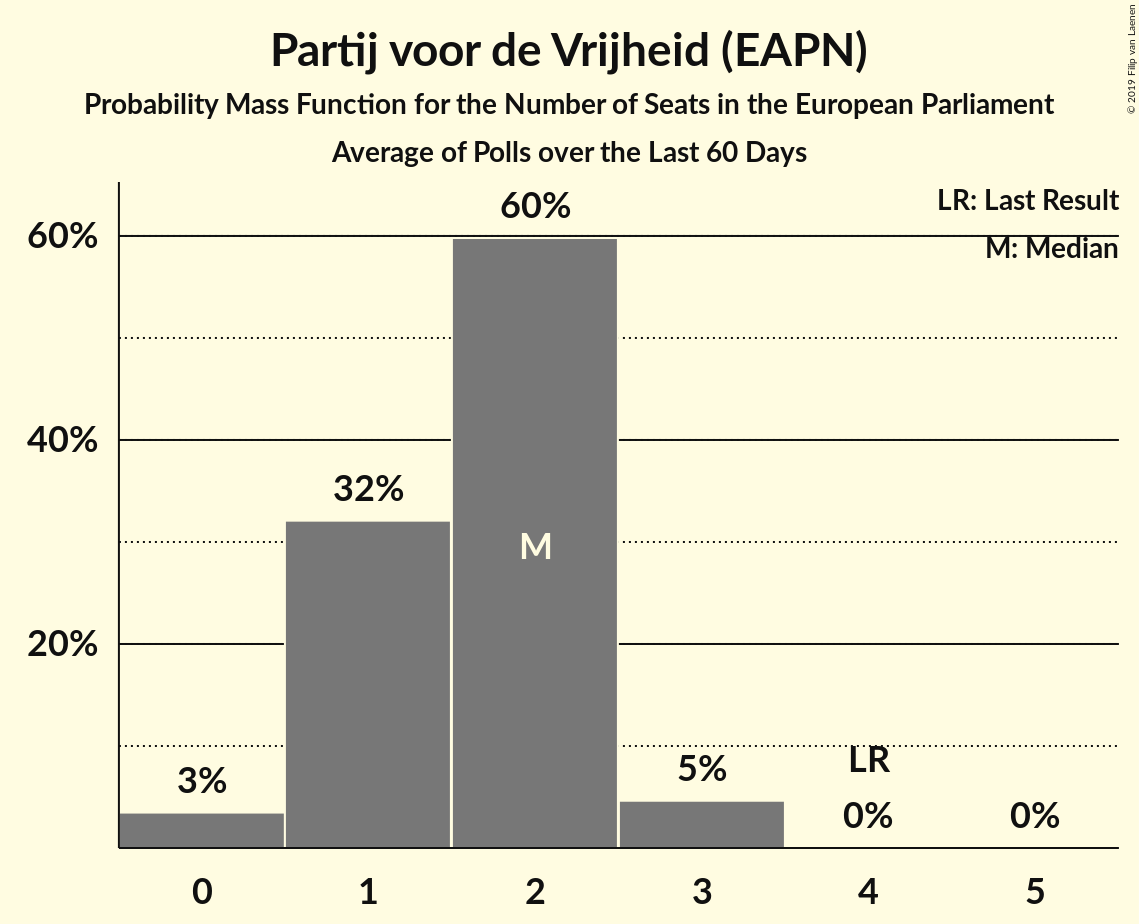 Partij voor de Vrijheid (EAPN)
Probability Mass Function for the Number of Seats in the European Parliament
Average of Polls over the Last 60 Days
© 2019 Filip van Laenen
LR: Last Result
M: Median
60%
40%
20%
3%
32%
60%
M
5%
LR
0%
0%
0 1 2 3 4 5